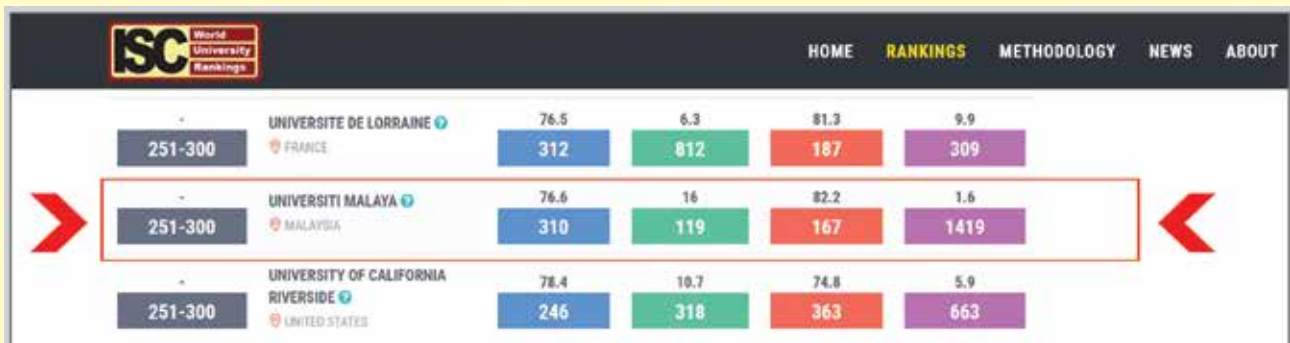 ISC World
University
Rankings
HOME RANKINGS METHODOLOGY NEWS ABOUT
- UNIVERSITE DE LORRAINE 76.5 6.3 81.3 9.9
251-300 FRANCE 312 812 187 309
- UNIVERSITI MALAYA 76.6 16 82.2 1.6
251-300 MALAYSIA 310 119 167 1419
- UNIVERSITY OF CALIFORNIA 78.4 10.7 74.8 5.9
RIVERSIDE
251-300 UNITED STATES 246 318 363 663